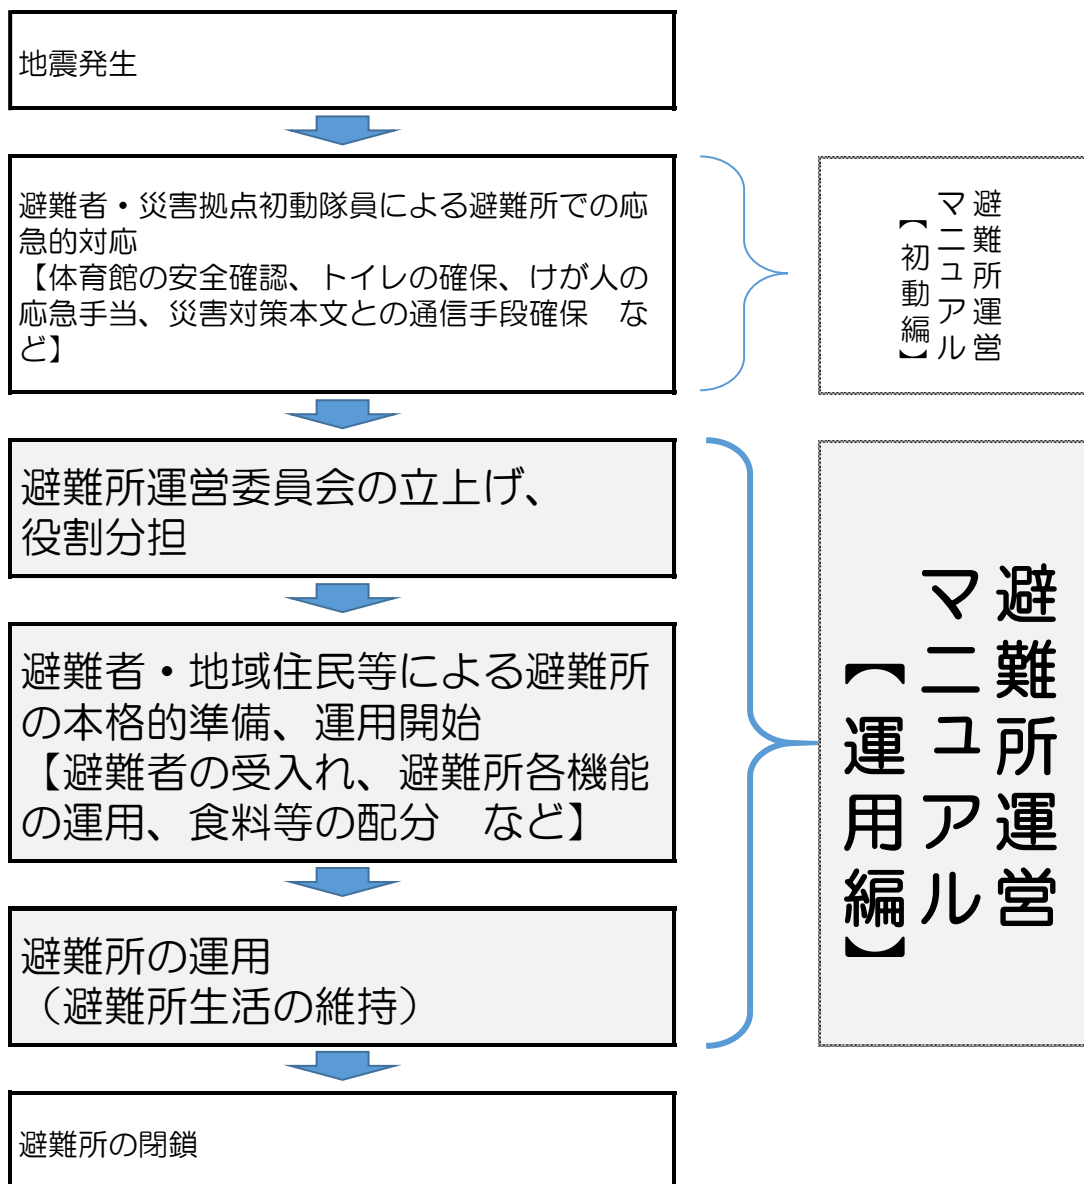 地震発生
避難者・災害拠点初動隊員による避難所での応
急的対応
【体育館の安全確認、トイレの確保、けが人の
応急手当、災害対策本文との通信手段確保　な
ど】
避難所運営
マニュアル
【初動編】
避難所運営委員会の立上げ、
役割分担
避難者・地域住民等による避難所
の本格的準備、運用開始
【避難者の受入れ、避難所各機能
の運用、食料等の配分　など】
避難所の運用
（避難所生活の維持）
避難所運営
マニュアル
【運用編】
避難所の閉鎖